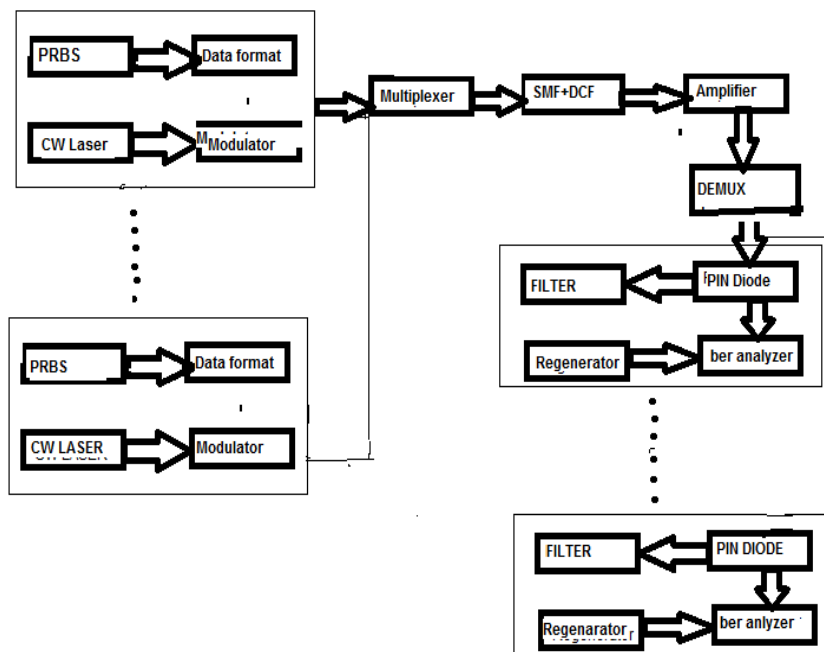 PRBS
Data format
CW Laser
Modulator
Multiplexer
SMF+DCF
Amplifier
DEMUX
PIN Diode
FILTER
Regenerator
ber analyzer
PRBS
Data format
CW LASER
Modulator
FILTER
PIN DIODE
Regenarator
ber anlyzer